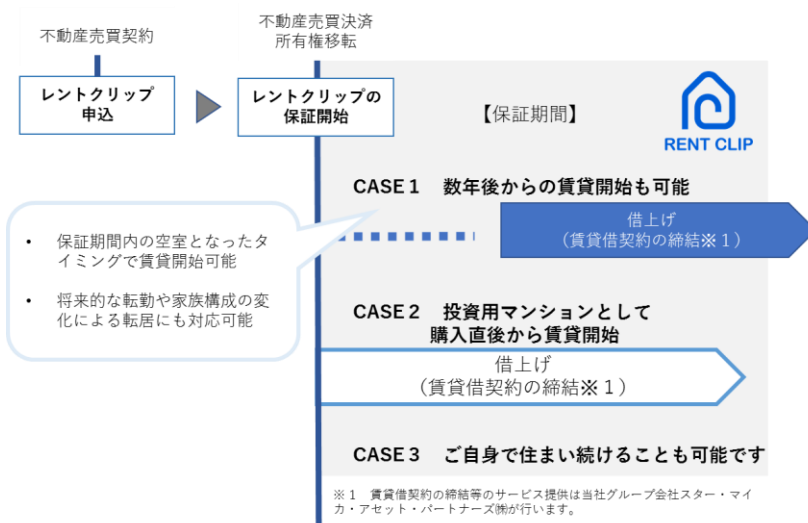 不動産売買契約
不動産売買決済
所有権移転
レントクリップ
申込
レントクリップの
保証開始
【保証期間】
RENT CLIP
CASE 1 数年後からの賃貸開始も可能
借上げ
(賃貸借契約の締結※1)
• 保証期間内の空室となったタ
イミングで賃貸開始可能
• 将来的な転勤や家族構成の変
化による転居にも対応可能
CASE 2 投資用マンションとして
購入直後から賃貸開始
借上げ
(賃貸借契約の締結※1)
CASE 3 ご自身で住まい続けることも可能です
※1 賃貸借契約の締結等のサービス提供は当社グループ会社スター・マイ
カ・アセット・パートナーズ㈱が行います。